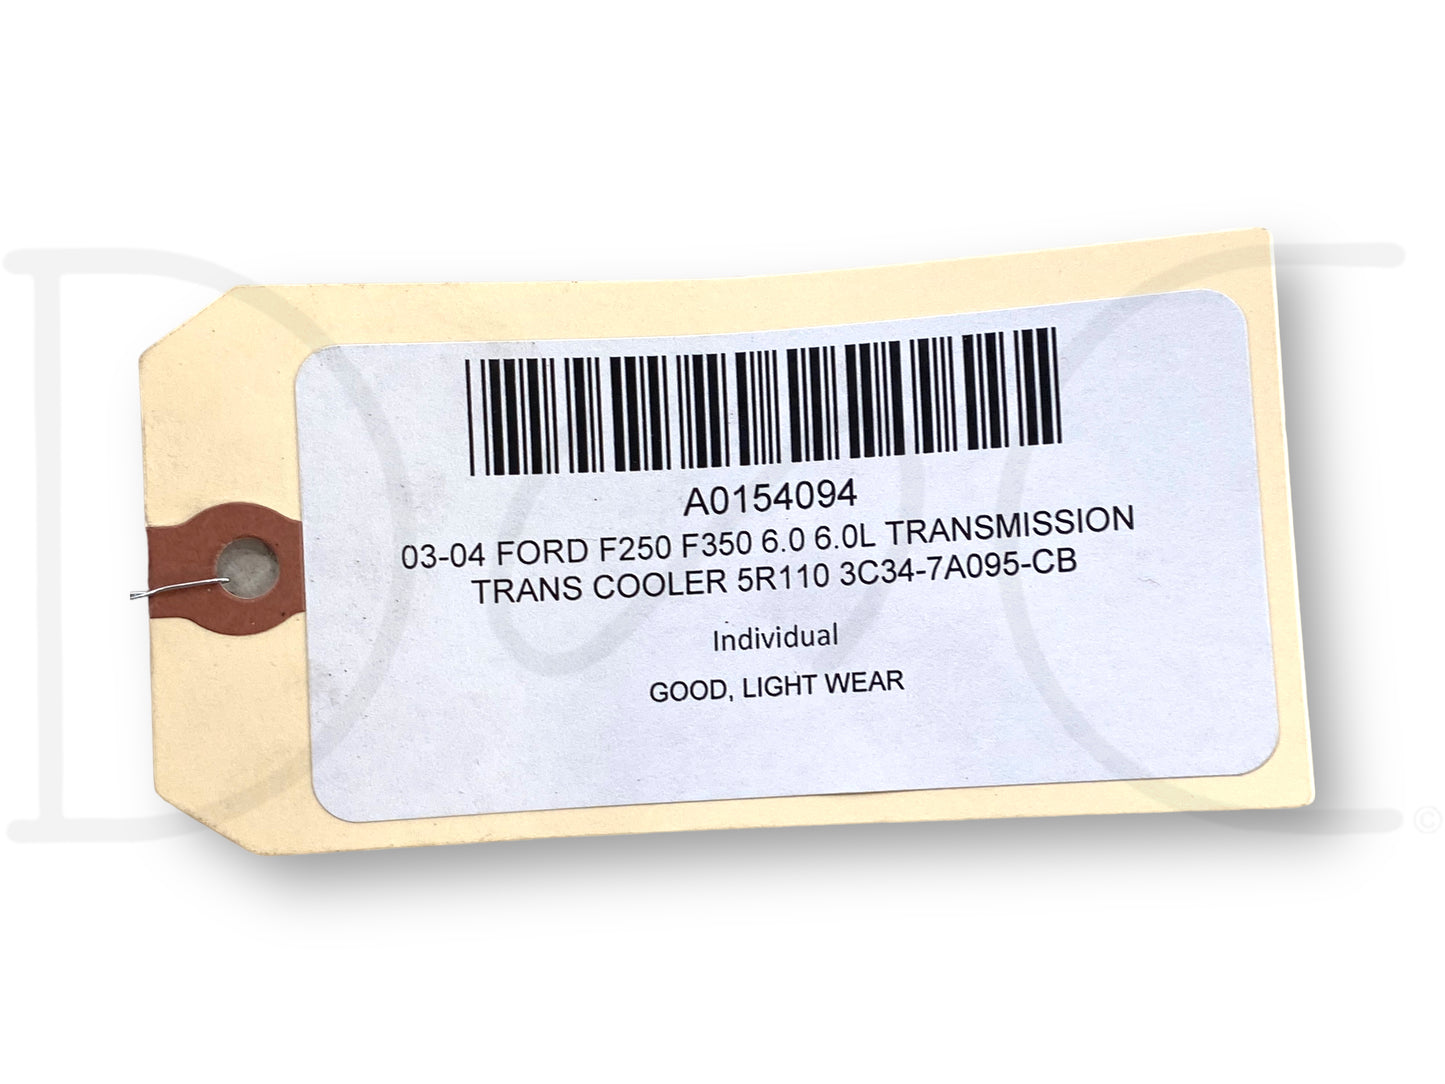 A0154094
03-04 FORD F250 F350 6.0 6.0L TRANSMISSION
TRANS COOLER 5R110 3C34-7A095-CB
Individual
GOOD, LIGHT WEAR
©